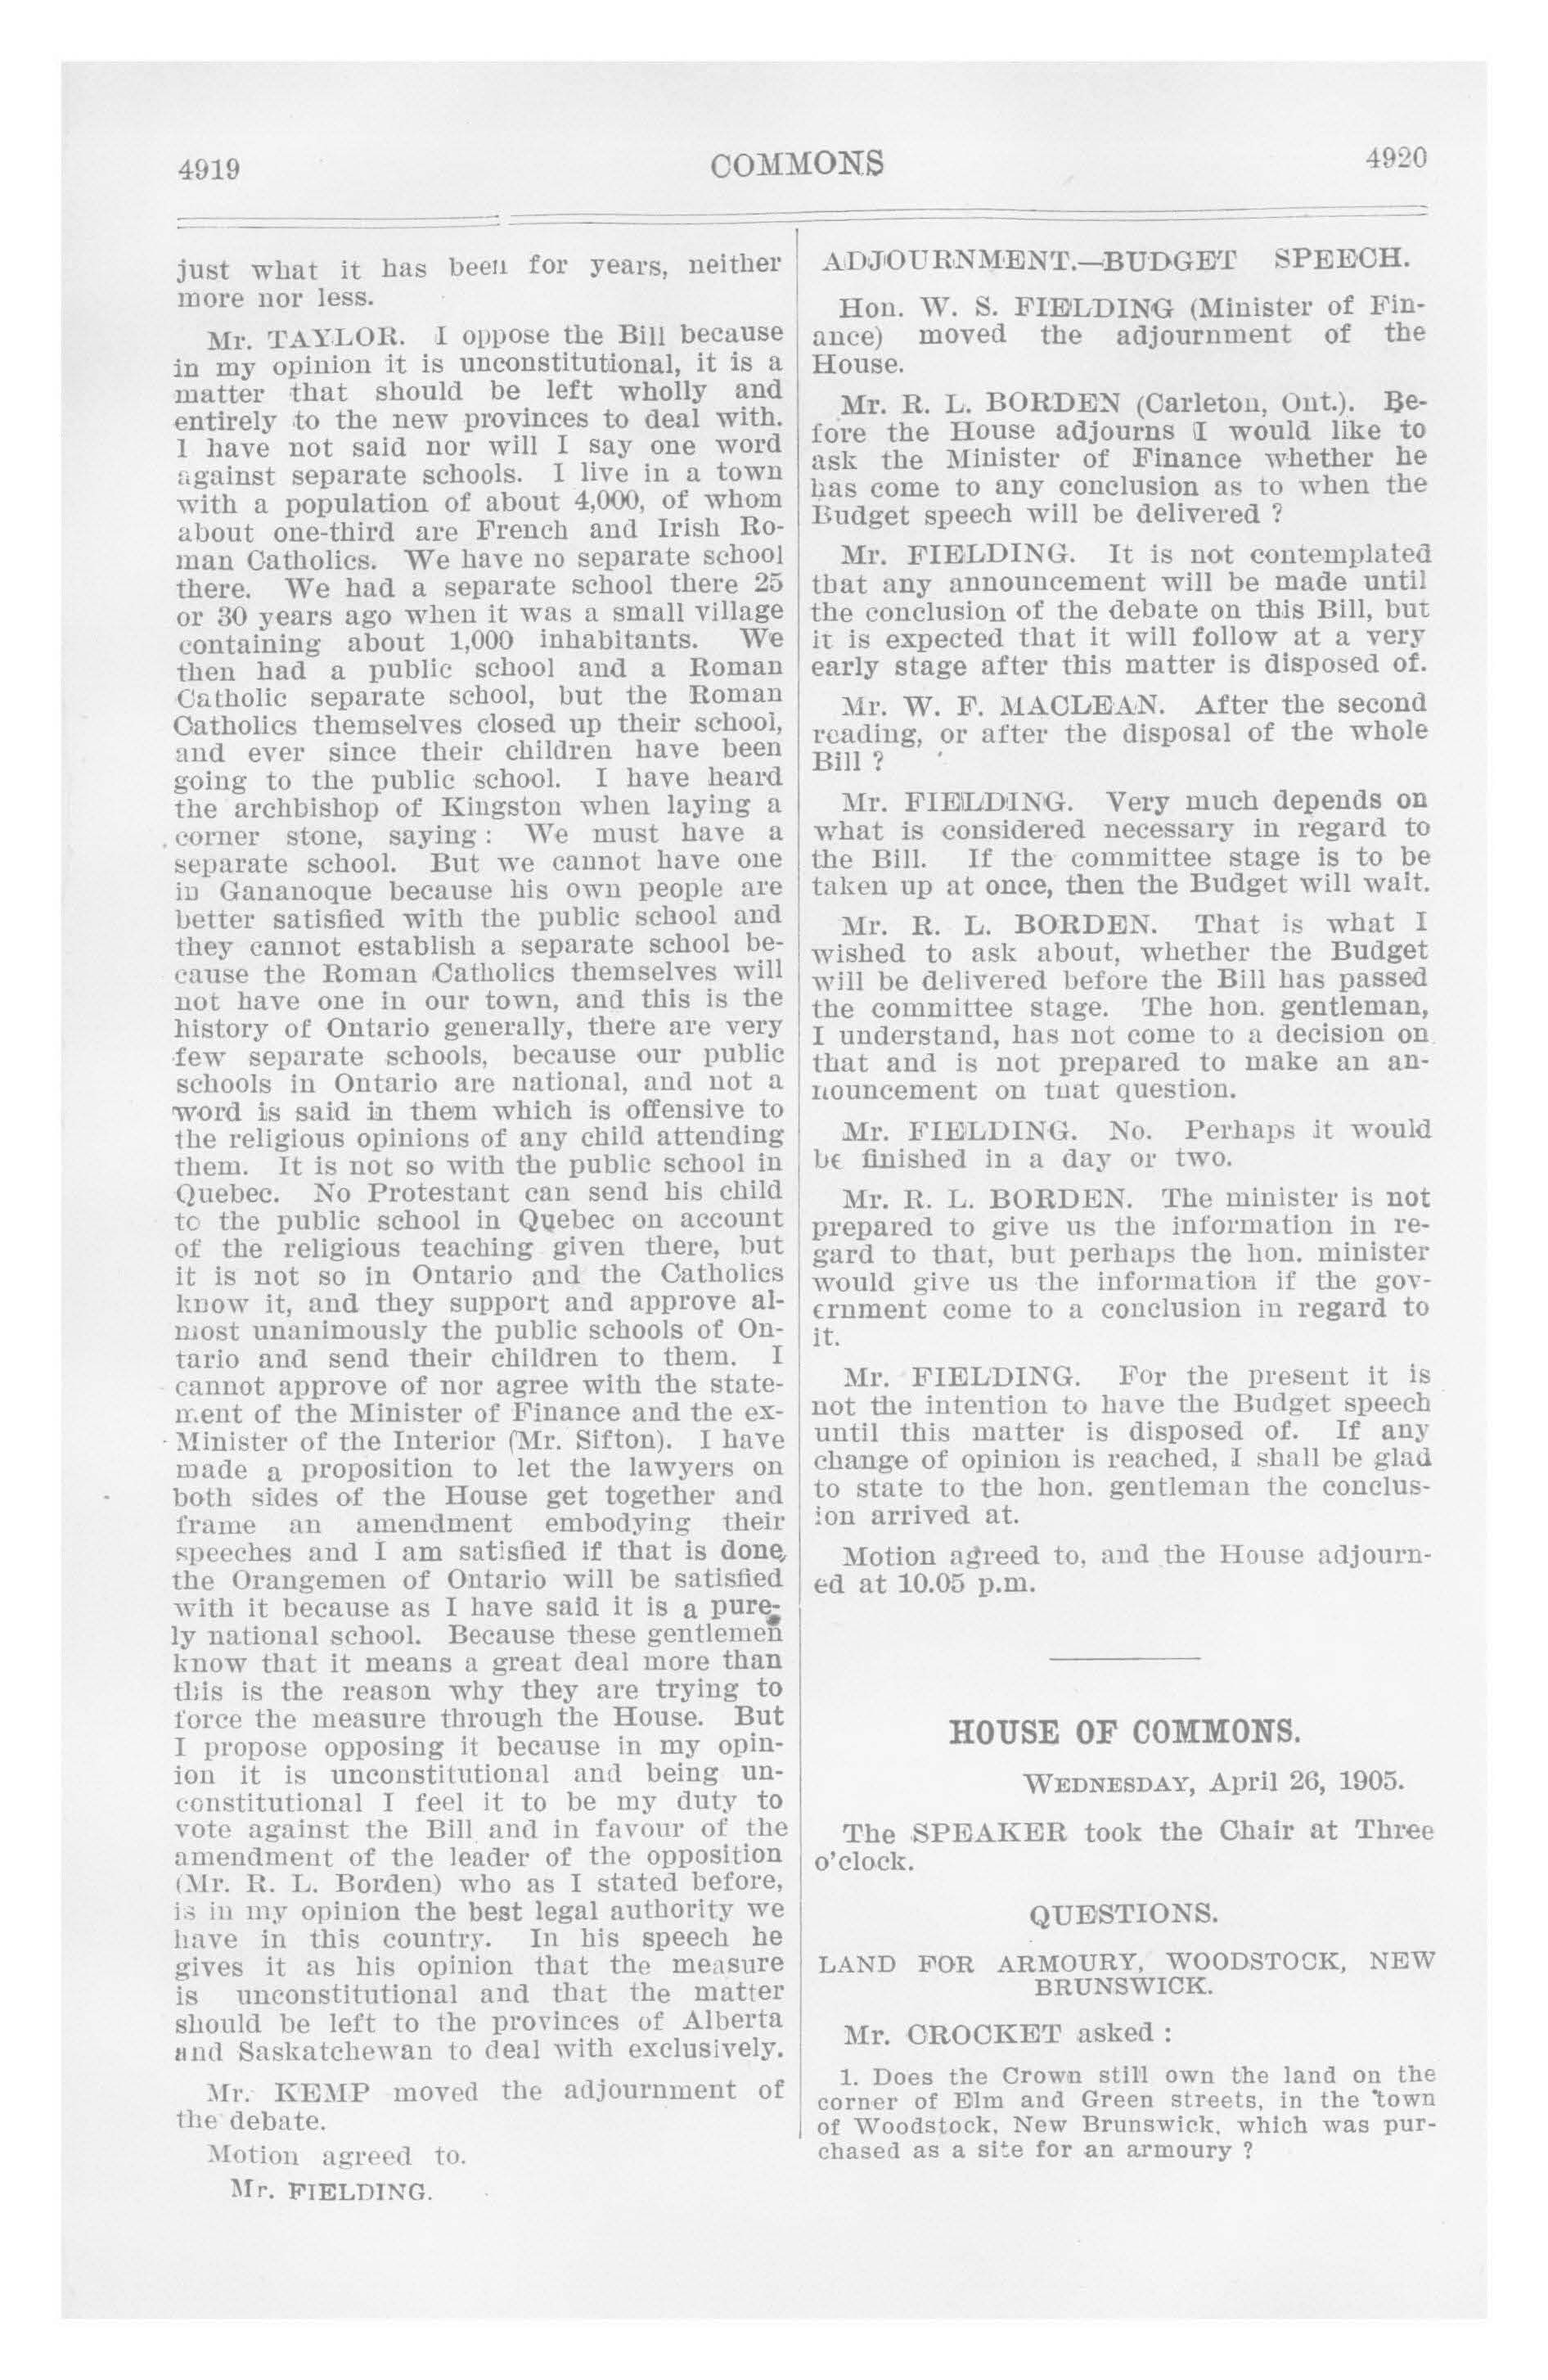 4919
COMMONS
4920
just what it has been for years, neither
more nor less.
Mr. TAYLOR. I oppose the Bill because
in my opinion it is unconstitutional, it is a
matter that should be left wholly and
entirely to the new provinces to deal with.
I have not said nor will I say one word
against separate schools. I live in a town
with a population of about 4,000, of whom
about one-third are French and Irish Ro-
man Catholics. We have no separate school
there. We had a separate school there 25
or 30 years ago when it was a small village
containing about 1,000 inhabitants. We
then had a public school and a Roman
Catholic separate school, but the Roman
Catholics themselves closed up their school,
and ever since their children have been
going to the public school. I have heard
the archbishop of Kingston when laying a
corner stone, saying : We must have a
separate school. But we cannot have one
in Gananoque because his own people are
better satisfied with the public school and
they cannot establish a separate school be-
cause the Roman Catholics themselves will
not have one in our town, and this is the
history of Ontario generally, there are very
few separate schools, because our public
schools in Ontario are national, and not a
word is said in them which is offensive to
the religious opinions of any child attending
them. It is not so with the public school in
Quebec. No Protestant can send his child
to the public school in Quebec on account
of the religious teaching given there, but
it is not so in Ontario and the Catholics
know it, and they support and approve al-
most unanimously the public schools of On-
tario and send their children to them. I
cannot approve of nor agree with the state-
ment of the Minister of Finance and the ex-
Minister of the Interior (Mr. Sifton). I have
made a proposition to let the lawyers on
both sides of the House get together and
frame an amendment embodying their
speeches and I am satisfied if that is done,
the Orangemen of Ontario will be satisfied
with it because as I have said it is a pure-
ly national school. Because these gentlemen
know that it means a great deal more than
this is the reason why they are trying to
force the measure through the House. But
I propose opposing it because in my opin-
ion it is unconstitutional and being un-
constitutional I feel it to be my duty to
vote against the Bill and in favour of the
amendment of the leader of the opposition
(Mr. R. L. Borden) who as I stated before,
is in my opinion the best legal authority we
have in this country. In his speech he
gives it as his opinion that the measure
is unconstitutional and that the matter
should be left to the provinces of Alberta
and Saskatchewan to deal with exclusively.
Mr. KEMP moved the adjournment of
the debate.
Motion agreed to.
Mr. FIELDING.
ADJOURNMENT.—BUDGET SPEECH.
Hon. W. S. FIELDING (Minister of Fin-
ance) moved the adjournment of the
House.
Mr. R. L. BORDEN (Carleton, Ont.). Be-
fore the House adjourns I would like to
ask the Minister of Finance whether he
has come to any conclusion as to when the
Budget speech will be delivered ?
Mr. FIELDING. It is not contemplated
that any announcement will be made until
the conclusion of the debate on this Bill, but
it is expected that it will follow at a very
early stage after this matter is disposed of.
Mr. W. F. MACLEAN. After the second
reading, or after the disposal of the whole
Bill ?
Mr. FIELDING. Very much depends on
what is considered necessary in regard to
the Bill. If the committee stage is to be
taken up at once, then the Budget will wait.
Mr. R. L. BORDEN. That is what I
wished to ask about, whether the Budget
will be delivered before the Bill has passed
the committee stage. The hon. gentleman,
I understand, has not come to a decision on
that and is not prepared to make an an-
nouncement on that question.
Mr. FIELDING. No. Perhaps it would
be finished in a day or two.
Mr. R. L. BORDEN. The minister is not
prepared to give us the information in re-
gard to that, but perhaps the hon. minister
would give us the information if the gov-
ernment come to a conclusion in regard to
it.
Mr. FIELDING. For the present it is
not the intention to have the Budget speech
until this matter is disposed of. If any
change of opinion is reached, I shall be glad
to state to the hon. gentleman the conclus-
ion arrived at.
Motion agreed to, and the House adjourn-
ed at 10.05 p.m.
HOUSE OF COMMONS.
WEDNESDAY, April 26, 1905.
The SPEAKER took the Chair at Three
o'clock.
QUESTIONS.
LAND FOR ARMOURY, WOODSTOCK, NEW
BRUNSWICK.
Mr. CROCKET asked :
1. Does the Crown still own the land on the
corner of Elm and Green streets, in the town
of Woodstock, New Brunswick, which was pur-
chased as a site for an armoury ?